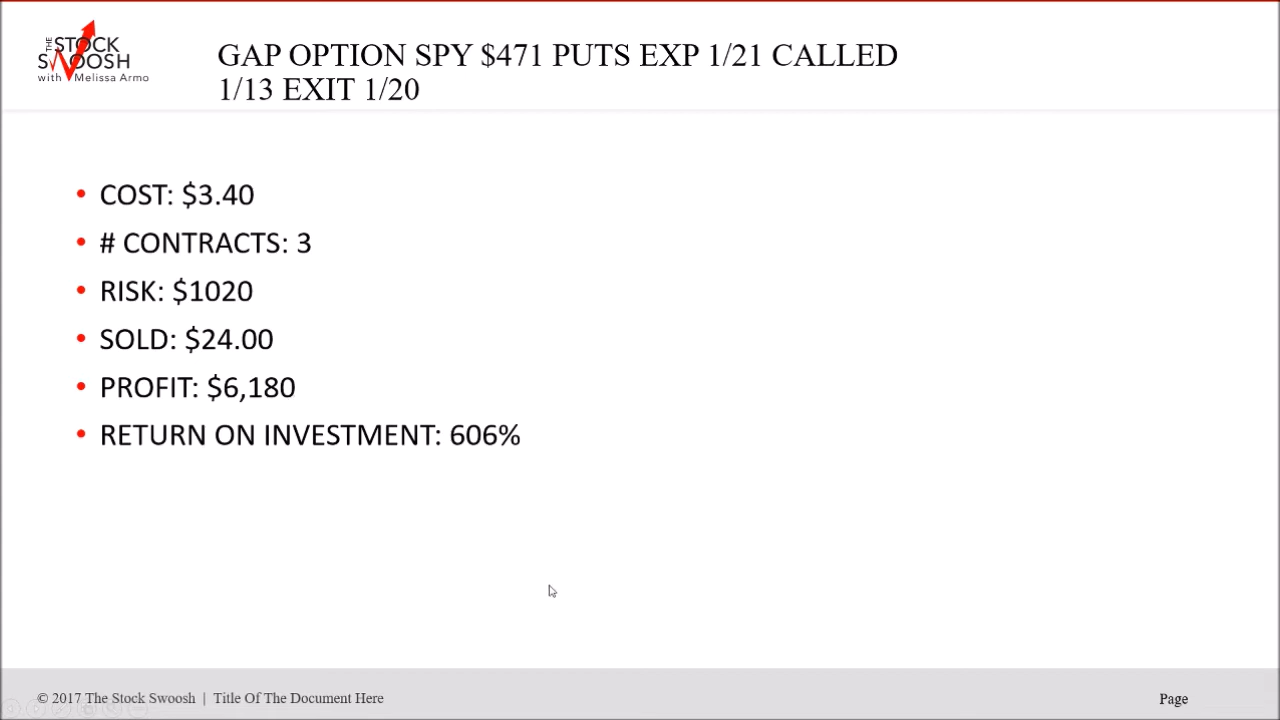 THE
STOCK
SWOOSH
with Melissa Armo
GAP OPTION SPY $471 PUTS EXP 1/21 CALLED
1/13 EXIT 1/20
• COST: $3.40
• # CONTRACTS: 3
• RISK: $1020
• SOLD: $24.00
• PROFIT: $6,180
• RETURN ON INVESTMENT: 606%
© 2017 The Stock Swoosh | Title Of The Document Here
Page